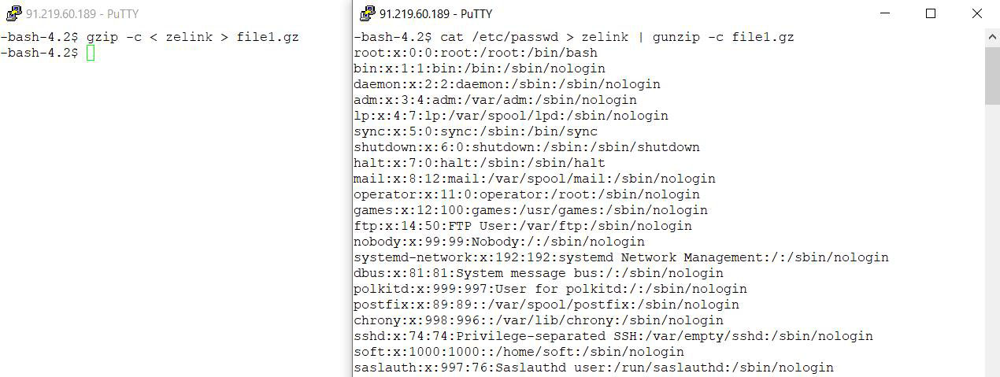 91.219.60.189 - PuTTY
-bash-4.2$ gzip -c < zelink > file1.gz
-bash-4.2$
91.219.60.189 - PuTTY
-bash-4.2$ cat /etc/passwd > zelink | gunzip -c file1.gz
root:x:0:0:root:/root:/bin/bash
bin:x:1:1:bin:/bin:/sbin/nologin
daemon:x:2:2:daemon:/sbin:/sbin/nologin
adm:x:3:4:adm:/var/adm:/sbin/nologin
lp:x:4:7:lp:/var/spool/lpd:/sbin/nologin
sync:x:5:0:sync:/sbin:/bin/sync
shutdown:x:6:0:shutdown:/sbin:/sbin/shutdown
halt:x:7:0:halt:/sbin:/sbin/halt
mail:x:8:12:mail:/var/spool/mail:/sbin/nologin
operator:x:11:0:operator:/root:/sbin/nologin
games:x:12:100:games:/usr/games:/sbin/nologin
ftp:x:14:50:FTP User:/var/ftp:/sbin/nologin
nobody:x:99:99:Nobody:/:/sbin/nologin
systemd-network:x:192:192:systemd Network Management:/:/sbin/nologin
dbus:x:81:81:System message bus:/:/sbin/nologin
polkitd:x:999:997:User for polkitd:/:/sbin/nologin
postfix:x:89:89::/var/spool/postfix:/sbin/nologin
chrony:x:998:996::/var/lib/chrony:/sbin/nologin
sshd:x:74:74:Privilege-separated SSH:/var/empty/sshd:/sbin/nologin
soft:x:1000:1000::/home/soft:/sbin/nologin
saslauth:x:997:76:Saslauthd user:/run/saslauthd:/sbin/nologin